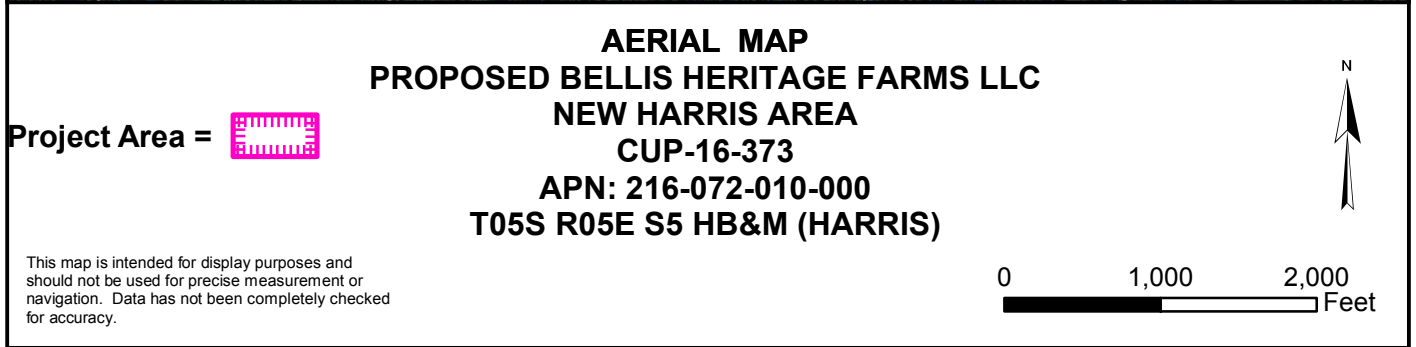 AERIAL MAP
PROPOSED BELLIS HERITAGE FARMS LLC
NEW HARRIS AREA
CUP-16-373
APN: 216-072-010-000
T05S R05E S5 HB&M (HARRIS)
Project Area =
This map is intended for display purposes and
should not be used for precise measurement or
navigation. Data has not been completely checked
for accuracy.
N
0 1,000 2,000
Feet